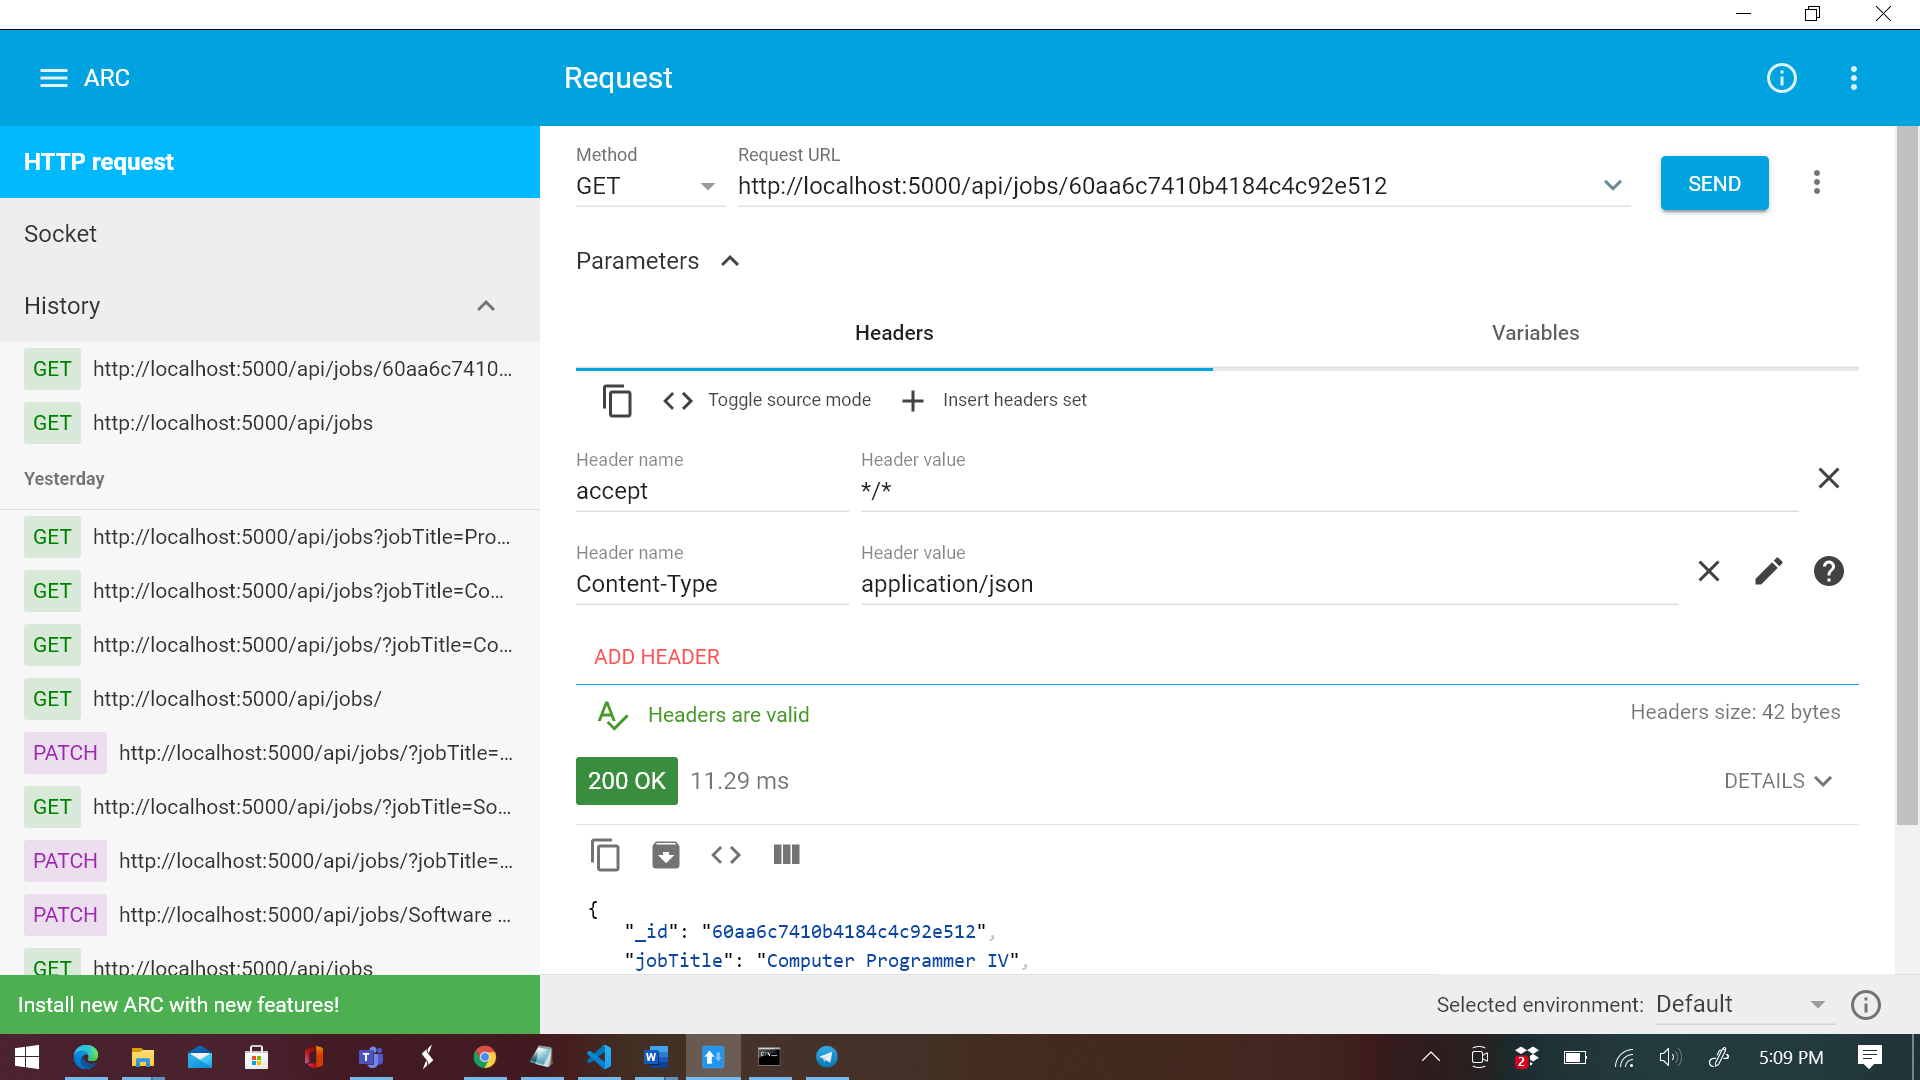 ARC
Request
HTTP request
Socket
History
GET http://localhost:5000/api/jobs/60aa6c7410...
GET http://localhost:5000/api/jobs
Yesterday
GET http://localhost:5000/api/jobs?jobTitle=Pro...
GET http://localhost:5000/api/jobs?jobTitle=Co...
GET http://localhost:5000/api/jobs/?jobTitle=Co...
GET http://localhost:5000/api/jobs/
PATCH http://localhost:5000/api/jobs/?jobTitle=...
GET http://localhost:5000/api/jobs/?jobTitle=So...
PATCH http://localhost:5000/api/jobs/?jobTitle=...
PATCH http://localhost:5000/api/jobs/Software ...
GET http://localhost:5000/api/jobs
Install new ARC with new features!
Method
GET
Request URL
http://localhost:5000/api/jobs/60aa6c7410b4184c4c92e512
SEND
Parameters
Headers
Variables
Toggle source mode
Insert headers set
Header name
accept
Header value
*/*
Header name
Content-Type
Header value
application/json
ADD HEADER
Headers are valid
Headers size: 42 bytes
200 OK 11.29 ms
DETAILS
{
"_id": "60aa6c7410b4184c4c92e512",
"jobTitle": "Computer Programmer IV",
Selected environment: Default
2
5:09 PM